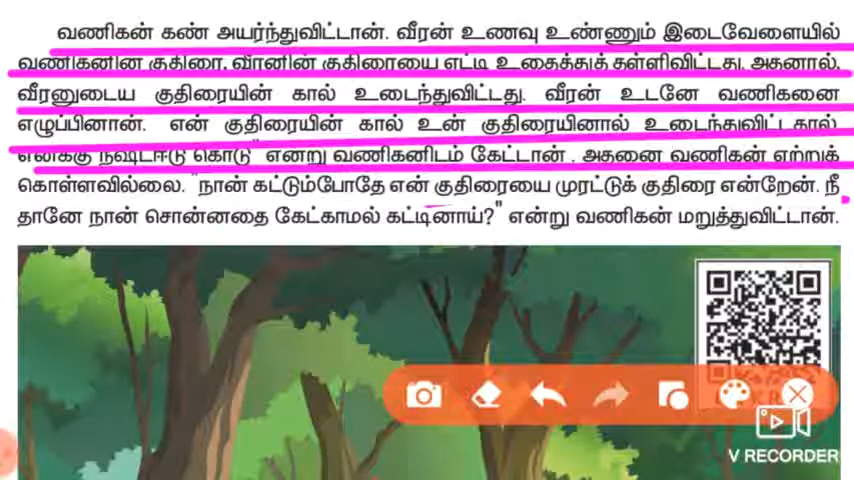 வணிகன் கண் அயர்ந்துவிட்டான். வீரன் உணவு உண்ணும் இடைவேளையில்
வணிகனின் குதிரை, வீரனின் குதிரையை எட்டி உதைத்துத் தள்ளிவிட்டது. அதனால்,
வீரனுடைய குதிரையின் கால் உடைந்துவிட்டது. வீரன் உடனே வணிகனை
எழுப்பினான். என் குதிரையின் கால் உன் குதிரையினால் உடைந்துவிட்டதால்
எனக்கு நஷ்டஈடு கொடு" என்று வணிகனிடம் கேட்டான் . அதனை வணிகன் ஏற்றுக்
கொள்ளவில்லை. "நான் கட்டும்போதே என் குதிரையை முரட்டுக் குதிரை என்றேன். நீ
தானே நான் சொன்னதை கேட்காமல் கட்டினாய்?" என்று வணிகன் மறுத்துவிட்டான்.
V RECORDER